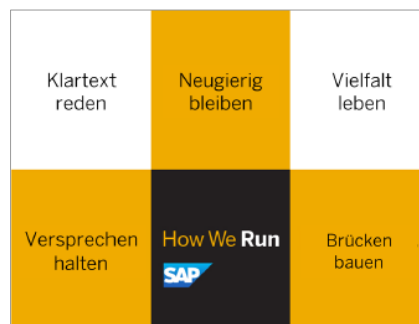 Klartext
reden
Neugierig
bleiben
Vielfalt
leben
Versprechen
halten
How We Run
SAP
Brücken
bauen